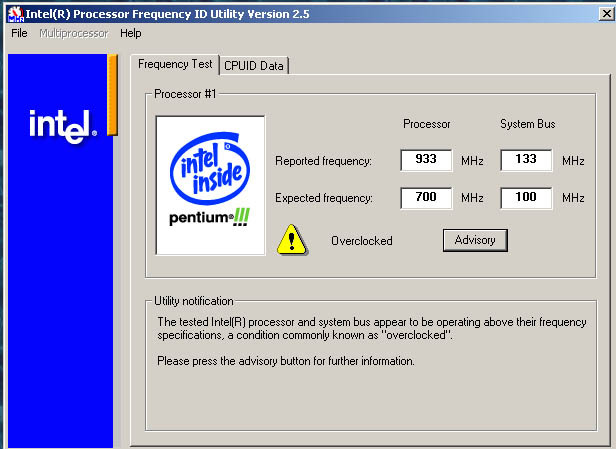 Intel(R) Processor Frequency ID Utility Version 2.5
File Multiprocessor Help
Frequency Test CPUID Data
intel.
Processor #1
Processor System Bus
intel
inside
pentium®III
Reported frequency: 933 MHz 133 MHz
Expected frequency: 700 MHz 100 MHz
Overclocked Advisory
Utility notification
The tested Intel(R) processor and system bus appear to be operating above their frequency
specifications, a condition commonly known as "overclocked".
Please press the advisory button for further information.